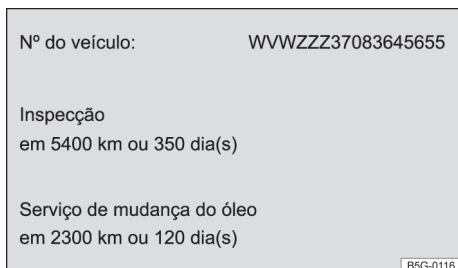 Nº do veículo: WVWZZZ37083645655
Inspecção
em 5400 km ou 350 dia(s)
Serviço de mudança do óleo
em 2300 km ou 120 dia(s)
B5G-0116